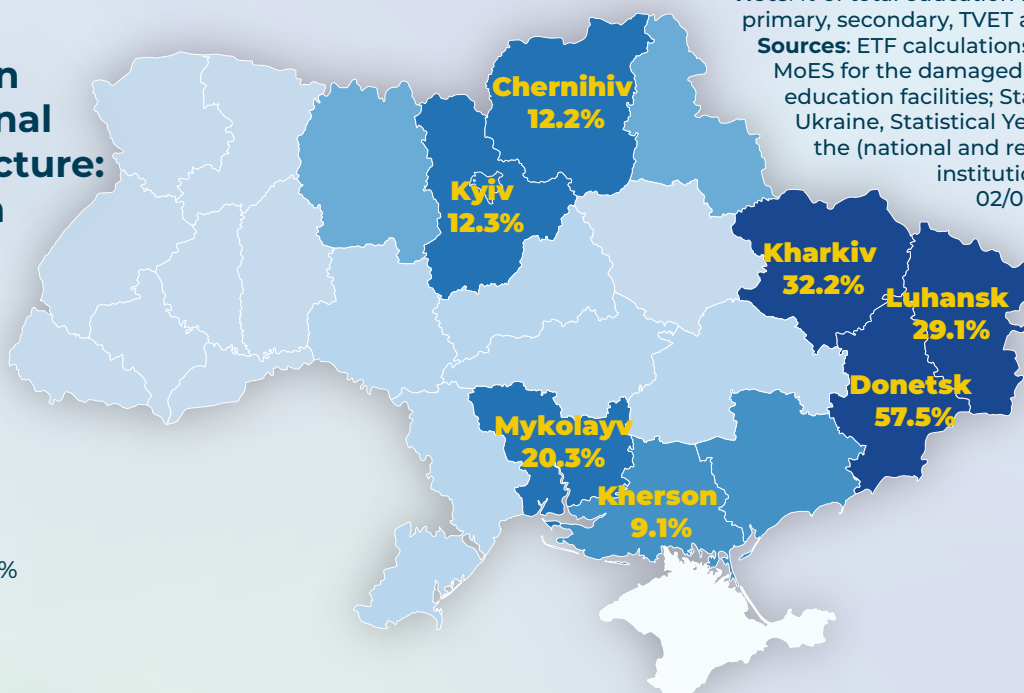 nal
cture:
%
primary, secondary, TVET a
Sources: ETF calculations
MoES for the damaged
education facilities; Sta
Ukraine, Statistical Ye
the (national and re
institutio
02/0
Chernihiv
12.2%
Kyiv
12.3%
Kharkiv
32.2%
Luhansk
29.1%
Donetsk
57.5%
Mykolayv
20.3%
Kherson
9.1%